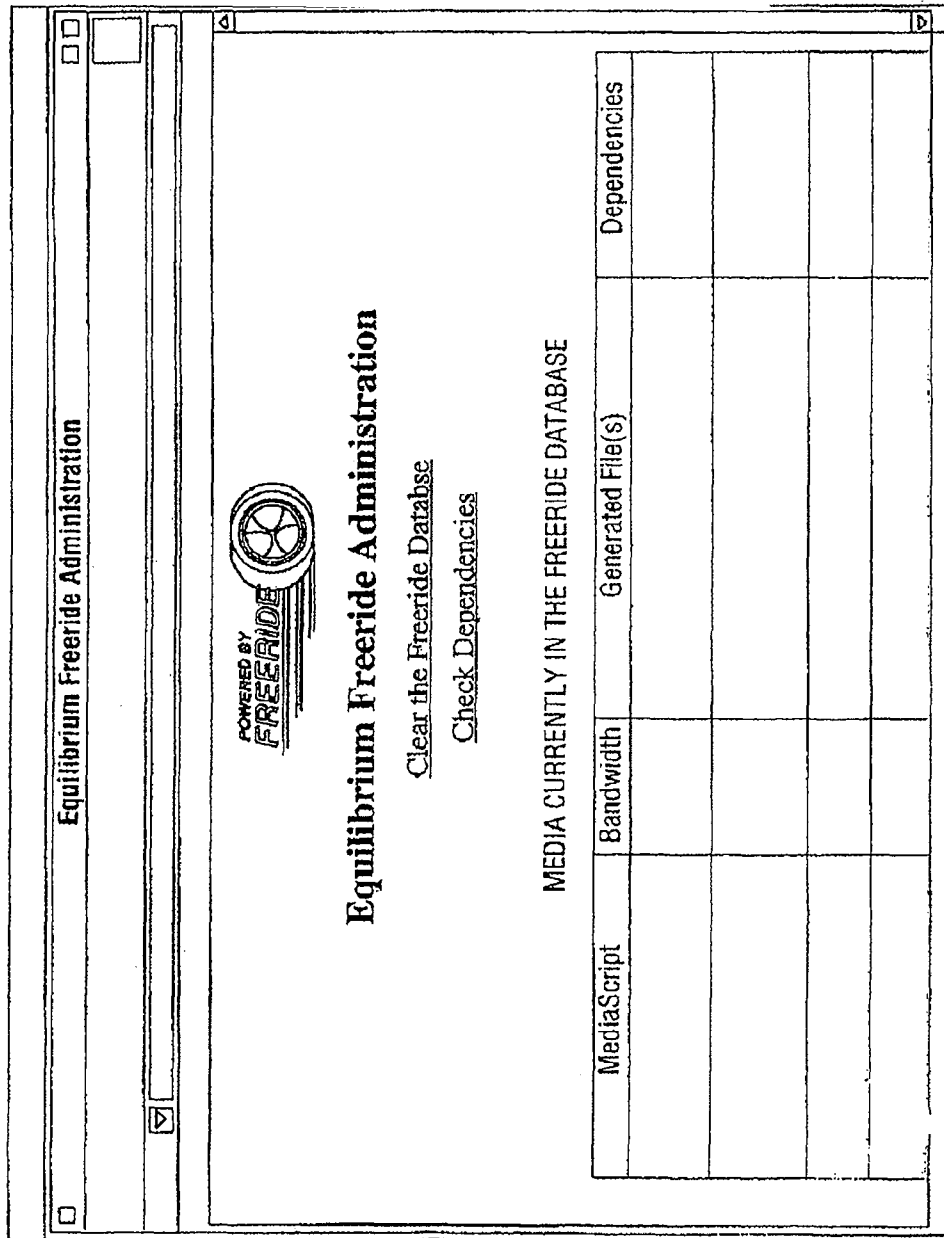 Equilibrium Freeride Administration
POWERED BY
FREERIDE
Equilibrium Freeride Administration
Clear the Freeride Databse
Check Dependencies
MEDIA CURRENTLY IN THE FREERIDE DATABASE
MediaScript Bandwidth Generated File(s) Dependencies